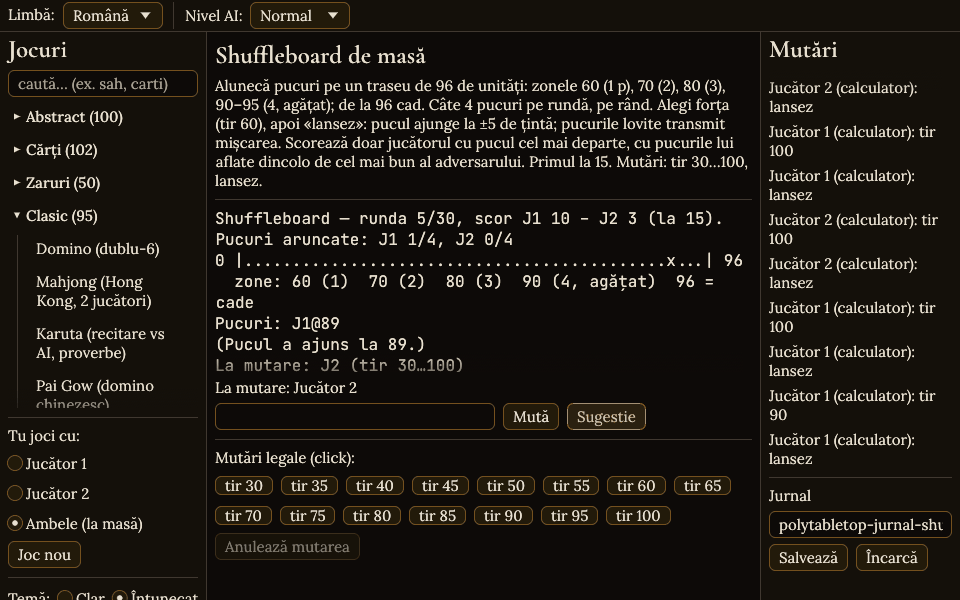 Limbă: Română ▼ Nivel AI: Normal ▼
Jocuri
caută... (ex. sah, carti)
▸ Abstract (100)
▸ Cărți (102)
▸ Zaruri (50)
▾ Clasic (95)
Domino (dublu-6)
Mahjong (Hong
Kong, 2 jucători)
Karuta (recitare vs
AI, proverbe)
Pai Gow (domino
chinezesc)
Tu joci cu:
Jucător 1
Jucător 2
Ambele (la masă)
Joc nou
Temă: Clar Întunecat
Shuffleboard de masă
Alunecă pucuri pe un traseu de 96 de unități: zonele 60 (1 p), 70 (2), 80 (3),
90–95 (4, agățat); de la 96 cad. Câte 4 pucuri pe rundă, pe rând. Alegi forța
(tir 60), apoi «lansez»: pucul ajunge la ±5 de țintă; pucurile lovite transmit
mișcarea. Scorează doar jucătorul cu pucul cel mai departe, cu pucurile lui
aflate dincolo de cel mai bun al adversarului. Primul la 15. Mutări: tir 30…100,
lansez.
Shuffleboard — runda 5/30, scor J1 10 – J2 3 (la 15).
Pucuri aruncate: J1 1/4, J2 0/4
0 |............................................x...| 96
zone: 60 (1) 70 (2) 80 (3) 90 (4, agățat) 96 =
cade
Pucuri: J1@89
(Pucul a ajuns la 89.)
La mutare: J2 (tir 30…100)
La mutare: Jucător 2
Mută Sugestie
Mutări legale (click):
tir 30 tir 35 tir 40 tir 45 tir 50 tir 55 tir 60 tir 65
tir 70 tir 75 tir 80 tir 85 tir 90 tir 95 tir 100
Anulează mutarea
Mutări
Jucător 2 (calculator):
lansez
Jucător 1 (calculator): tir
100
Jucător 1 (calculator):
lansez
Jucător 2 (calculator): tir
100
Jucător 2 (calculator):
lansez
Jucător 1 (calculator): tir
100
Jucător 1 (calculator):
lansez
Jucător 1 (calculator): tir
90
Jucător 1 (calculator):
lansez
Jurnal
polytabletop-jurnal-shu
Salvează Încarcă